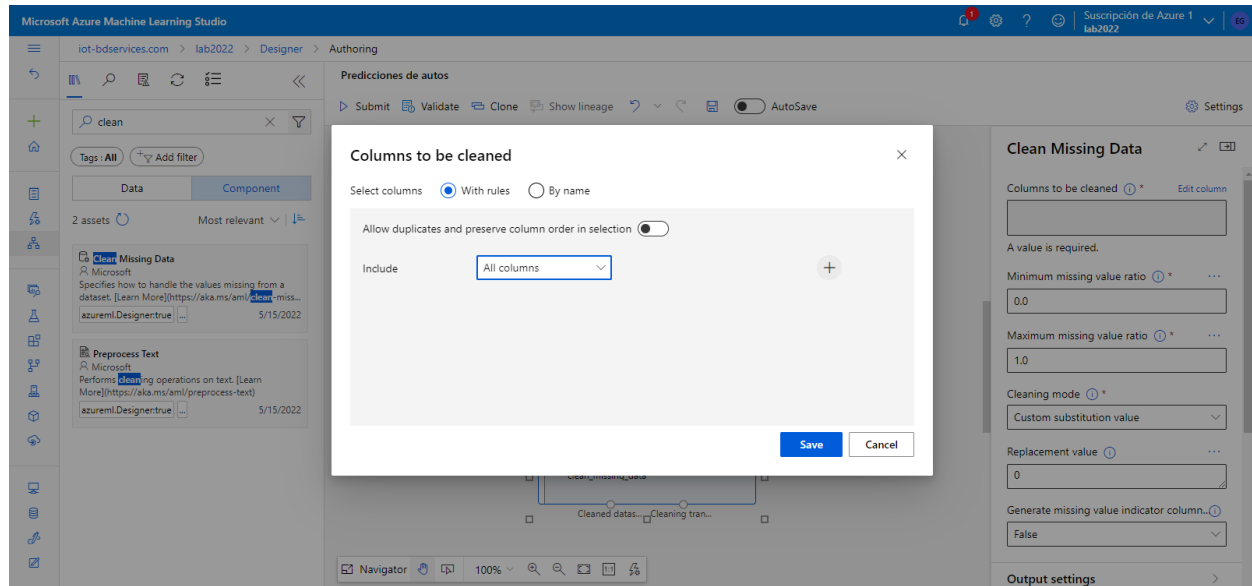 Microsoft Azure Machine Learning Studio
1
Suscripción de Azure 1
lab2022
EG
iot-bdservices.com > lab2022 > Designer > Authoring
Predicciones de autos
Submit Validate Clone Show lineage AutoSave
Settings
clean
Tags : All
Add filter
Data
Component
2 assets
Most relevant
Clean Missing Data
Microsoft
Specifies how to handle the values missing from a
dataset. [Learn More](https://aka.ms/aml/clean-miss...
azureml.Designer:true ...
5/15/2022
Preprocess Text
Microsoft
Performs cleaning operations on text. [Learn
More](https://aka.ms/aml/preprocess-text)
azureml.Designer:true ...
5/15/2022
Columns to be cleaned
Select columns With rules By name
Allow duplicates and preserve column order in selection
Include
All columns
Save
Cancel
clean_missing_data
Cleaned datas...
Cleaning tran...
Navigator
100%
1:1
Clean Missing Data
Columns to be cleaned *
Edit column
A value is required.
Minimum missing value ratio * ...
0.0
Maximum missing value ratio * ...
1.0
Cleaning mode *
Custom substitution value
Replacement value ...
0
Generate missing value indicator column...
False
Output settings